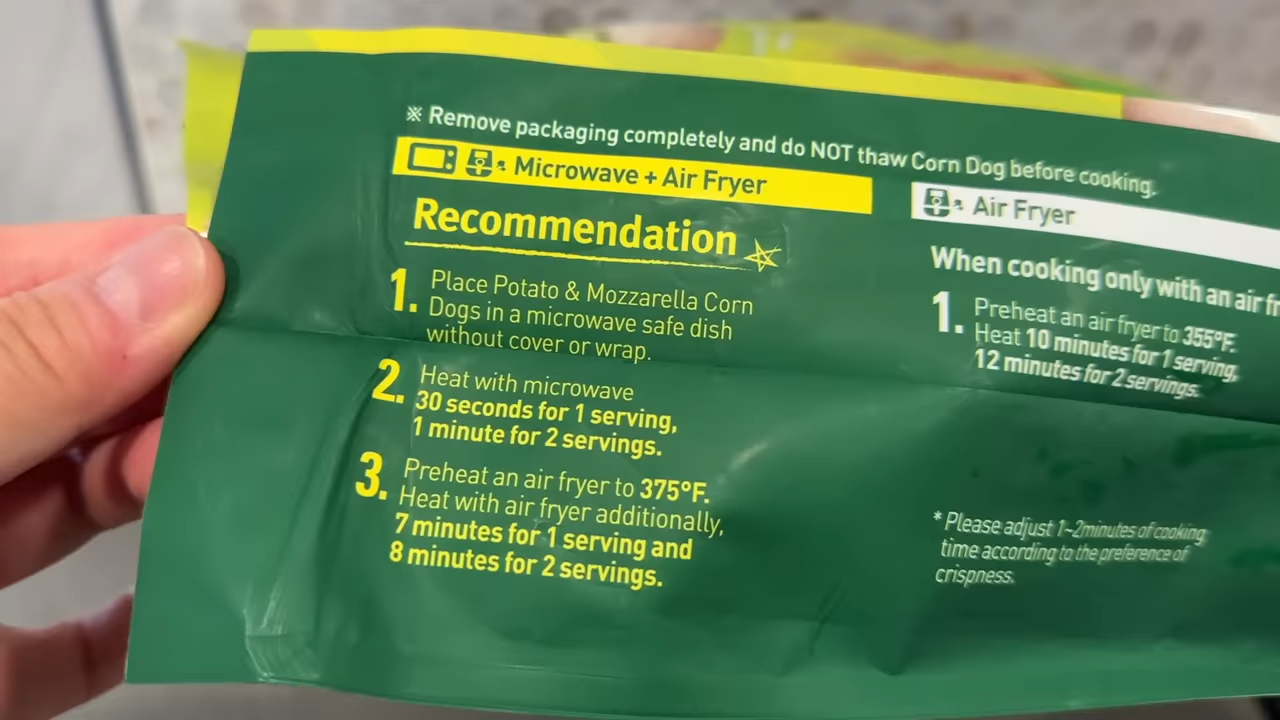 ※ Remove packaging completely and do NOT thaw Corn Dog before cooking.
Microwave + Air Fryer
Recommendation
1. Place Potato & Mozzarella Corn
Dogs in a microwave safe dish
without cover or wrap.
2. Heat with microwave
30 seconds for 1 serving,
1 minute for 2 servings.
3. Preheat an air fryer to 375°F.
Heat with air fryer additionally,
7 minutes for 1 serving and
8 minutes for 2 servings.
Air Fryer
When cooking only with an air fr
1. Preheat an air fryer to 355°F.
Heat 10 minutes for 1 serving,
12 minutes for 2 servings.
* Please adjust 1~2minutes of cooking
time according to the preference of
crispness.